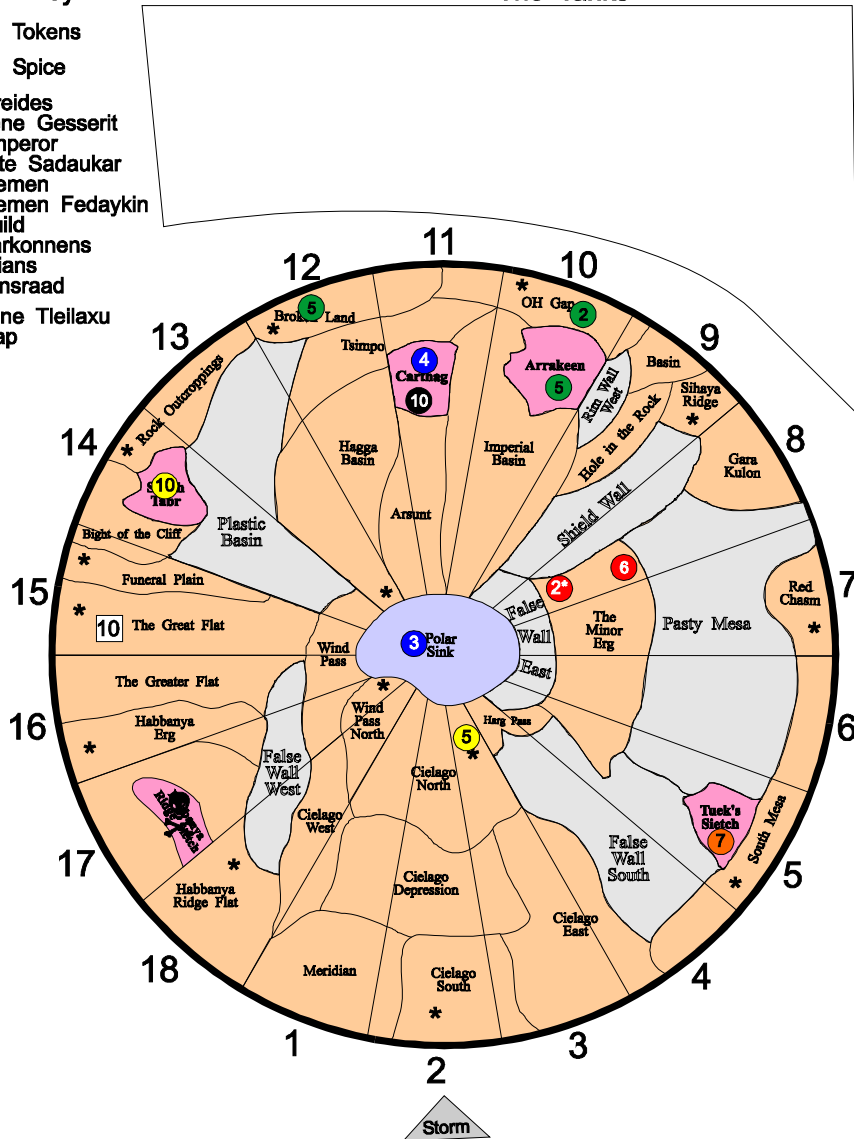 Tokens
Spice
reides
ne Gesserit
nperor
te Sadaukar
emen
emen Fedaykin
uild
arkonnens
ians
nsraad
ne Tleilaxu
ap
11
12
10
13
9
14
8
15
7
16
6
17
5
18
4
1
3
2
*
OH Gap
2
5
Broken Land
*
Tsimpo
4
Carthag
10
Arrakeen
5
Rim Wall
West
Basin
Sihaya
Ridge
*
Rock Outcroppings
*
Hole in the Rock
Hagga
Basin
Imperial
Basin
Gara
Kulon
10
Tabr
Shield Wall
Plastic
Basin
Arsunt
Bight of the Cliff
*
Funeral Plain
*
6
2*
Red
Chasm
*
*
10
The Great Flat
False
Wall
East
The
Minor
Erg
Pasty Mesa
3
Polar
Sink
Wind
Pass
The Greater Flat
*
Wind
Pass
North
Habbanya
Erg
*
Harg Pass
5
*
False
Wall
West
Cielago
North
Tuek's
Sietch
7
South Mesa
*
Cielago
West
False
Wall
South
*
Habbanya
Ridge Flat
Cielago
Depression
Cielago
East
Meridian
Cielago
South
*
Storm